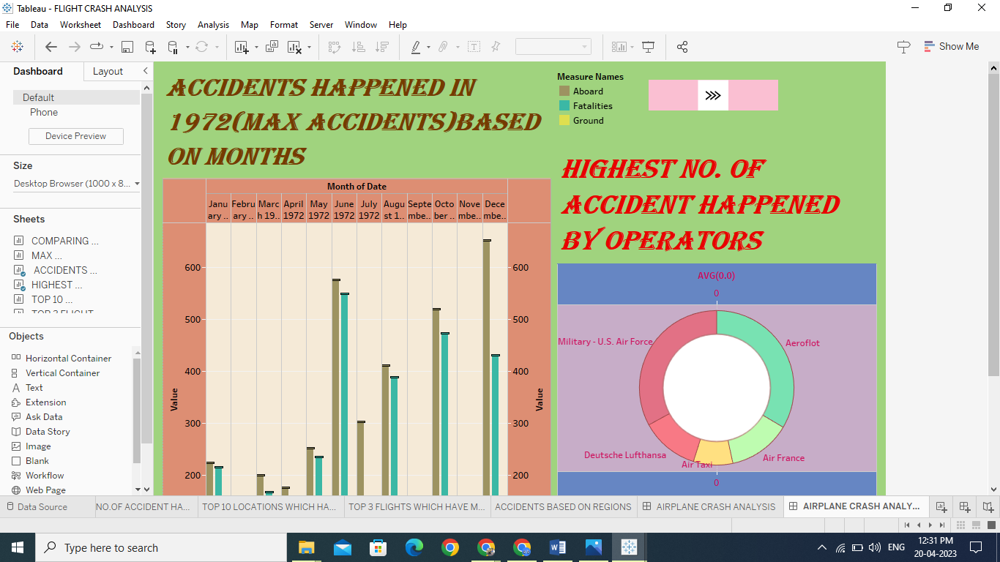 Tableau - FLIGHT CRASH ANALYSIS
File Data Worksheet Dashboard Story Analysis Map Format Server Window Help
Show Me
Dashboard Layout
Default
Phone
Device Preview
Size
Desktop Browser (1000 x 8...
Sheets
COMPARING ...
MAX ...
ACCIDENTS ...
HIGHEST ...
TOP 10 ...
TOP 3 FLIGHT
Objects
Horizontal Container
Vertical Container
Text
Extension
Ask Data
Data Story
Image
Blank
Workflow
Web Page
ACCIDENTS HAPPENED IN
1972(MAX ACCIDENTS)BASED
ON MONTHS
Month of Date
Janu ary ..
Febru ary ..
Marc h 19..
April 1972
May 1972
June 1972
July 1972
Augu st 1..
Septe mbe..
Octo ber ..
Nove mbe..
Dece mbe..
600 600
500 500
400 400
300 300
200 200
Value Value
Measure Names
Aboard
Fatalities
Ground
HIGHEST NO. OF
ACCIDENT HAPPENED
BY OPERATORS
AVG(0.0)
0
Military - U.S. Air Force
Aeroflot
Deutsche Lufthansa
Air Taxi
Air France
0
Data Source NO.OF ACCIDENT HA... TOP 10 LOCATIONS WHICH HA... TOP 3 FLIGHTS WHICH HAVE M... ACCIDENTS BASED ON REGIONS AIRPLANE CRASH ANALYSIS AIRPLANE CRASH ANALY...
Type here to search
W
ENG
12:31 PM
20-04-2023